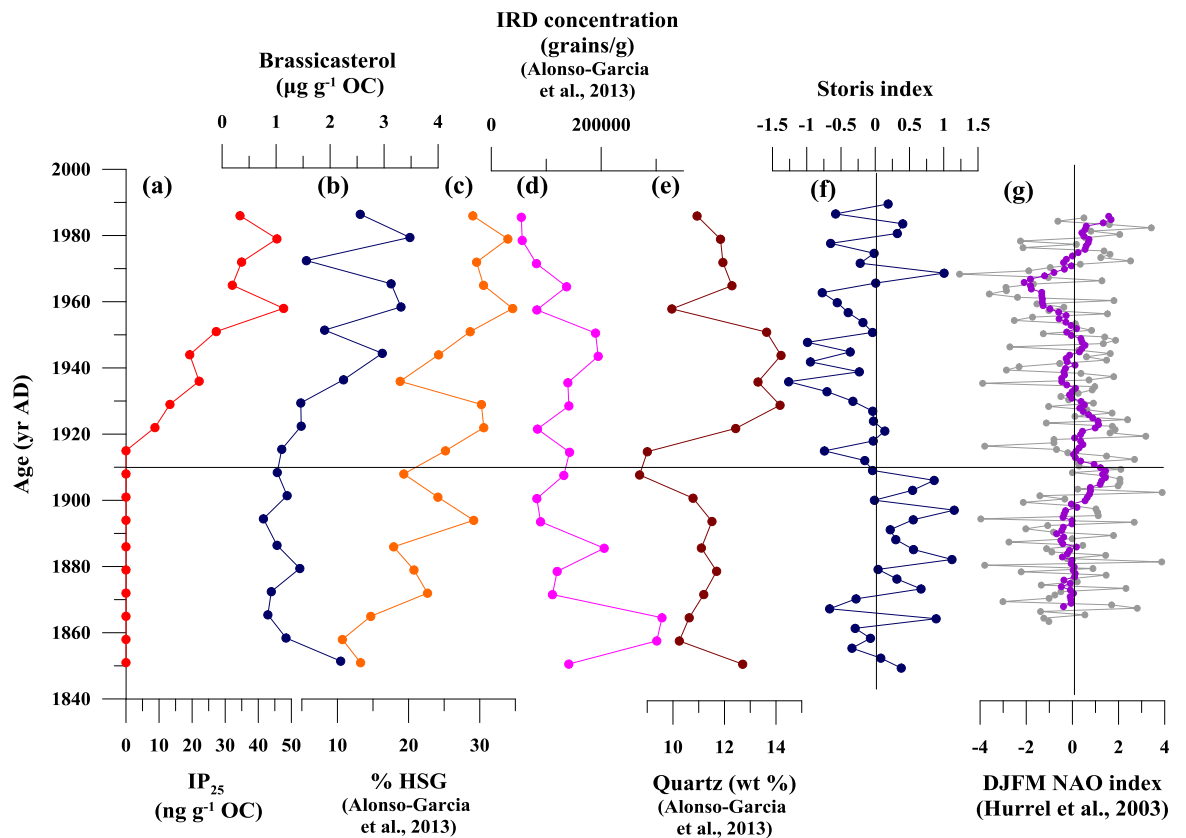 IRD concentration
(grains/g)
(Alonso-Garcia
et al., 2013)
Brassicasterol
(µg g-1 OC)
Storis index
0 1 2 3 4
0 200000
-1.5 -1 -0.5 0 0.5 1 1.5
(a) (b) (c) (d) (e) (f) (g)
2000
1980
1960
1940
1920
1900
1880
1860
1840
Age (yr AD)
0 10 20 30 40 50
10 20 30
10 12 14
-4 -2 0 2 4
IP25
(ng g-1 OC)
% HSG
(Alonso-Garcia
et al., 2013)
Quartz (wt %)
(Alonso-Garcia
et al., 2013)
DJFM NAO index
(Hurrel et al., 2003)